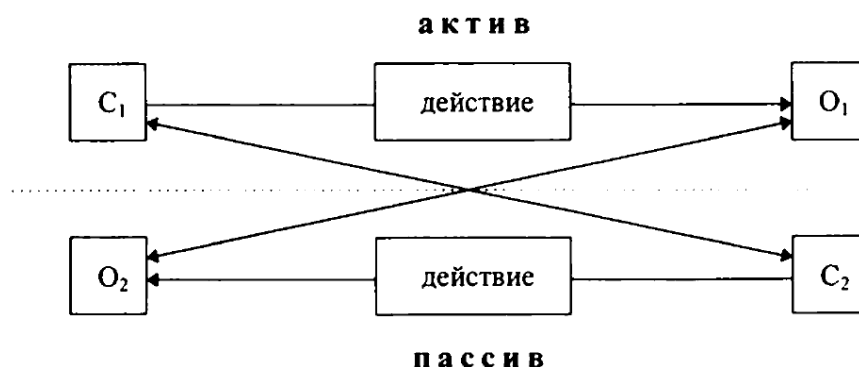 актив
C₁ действие O₁
O₂ действие C₂
пассив